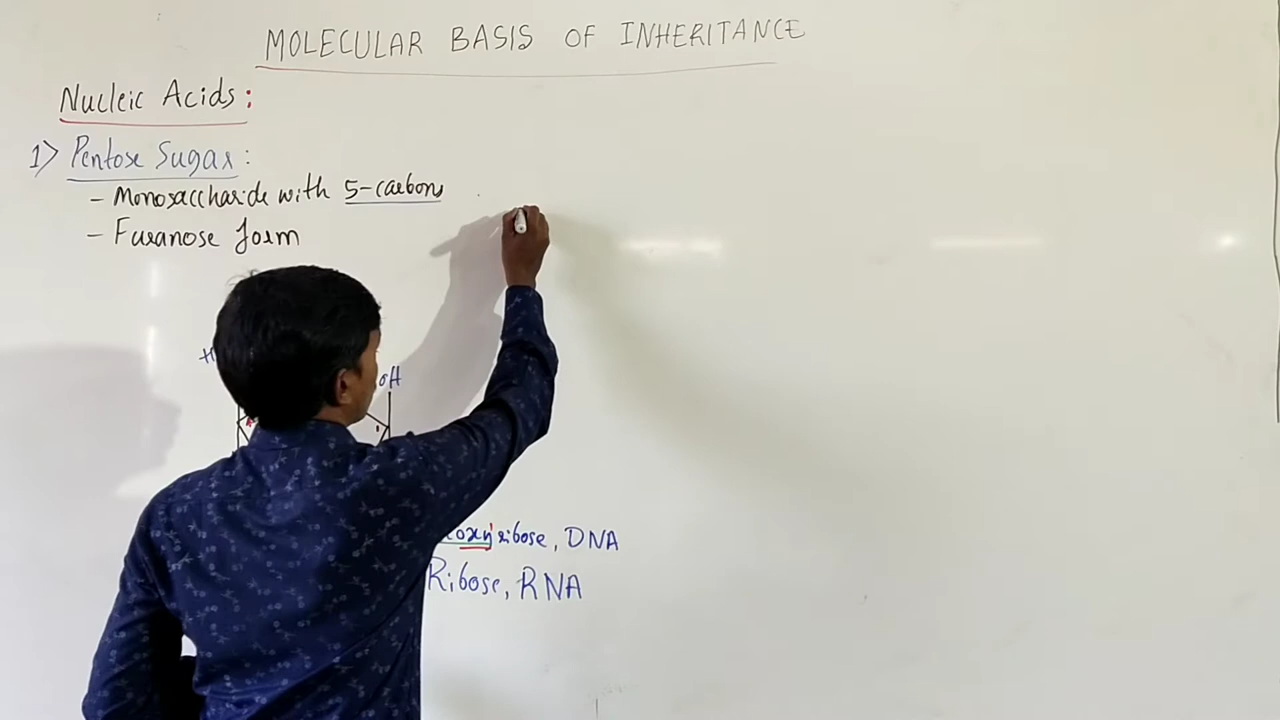 MOLECULAR BASIS OF INHERITANCE
Nucleic Acids:
1) Pentose Sugar:
- Monosaccharide with 5-carbons
- Furanose form
H
OH
oxyribose, DNA
Ribose, RNA